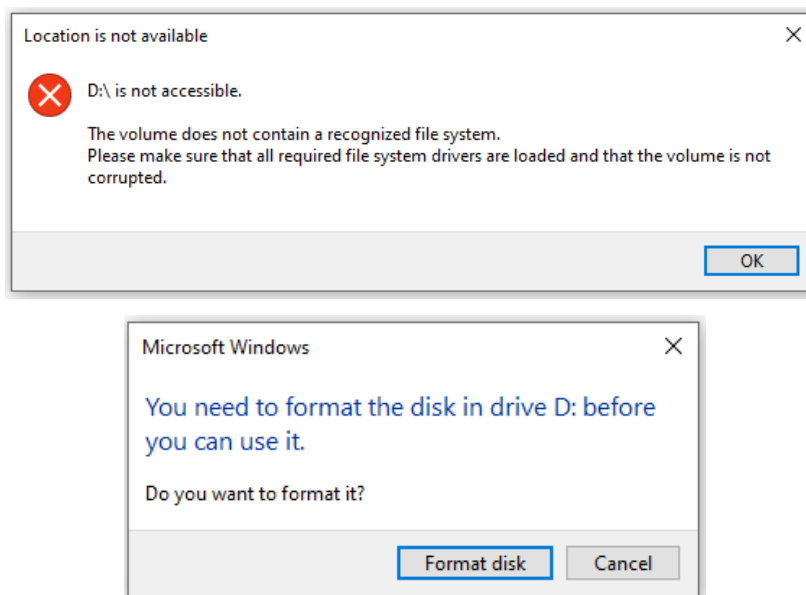 Location is not available
D:\ is not accessible.
The volume does not contain a recognized file system.
Please make sure that all required file system drivers are loaded and that the volume is not
corrupted.
OK
Microsoft Windows
You need to format the disk in drive D: before
you can use it.
Do you want to format it?
Format disk
Cancel